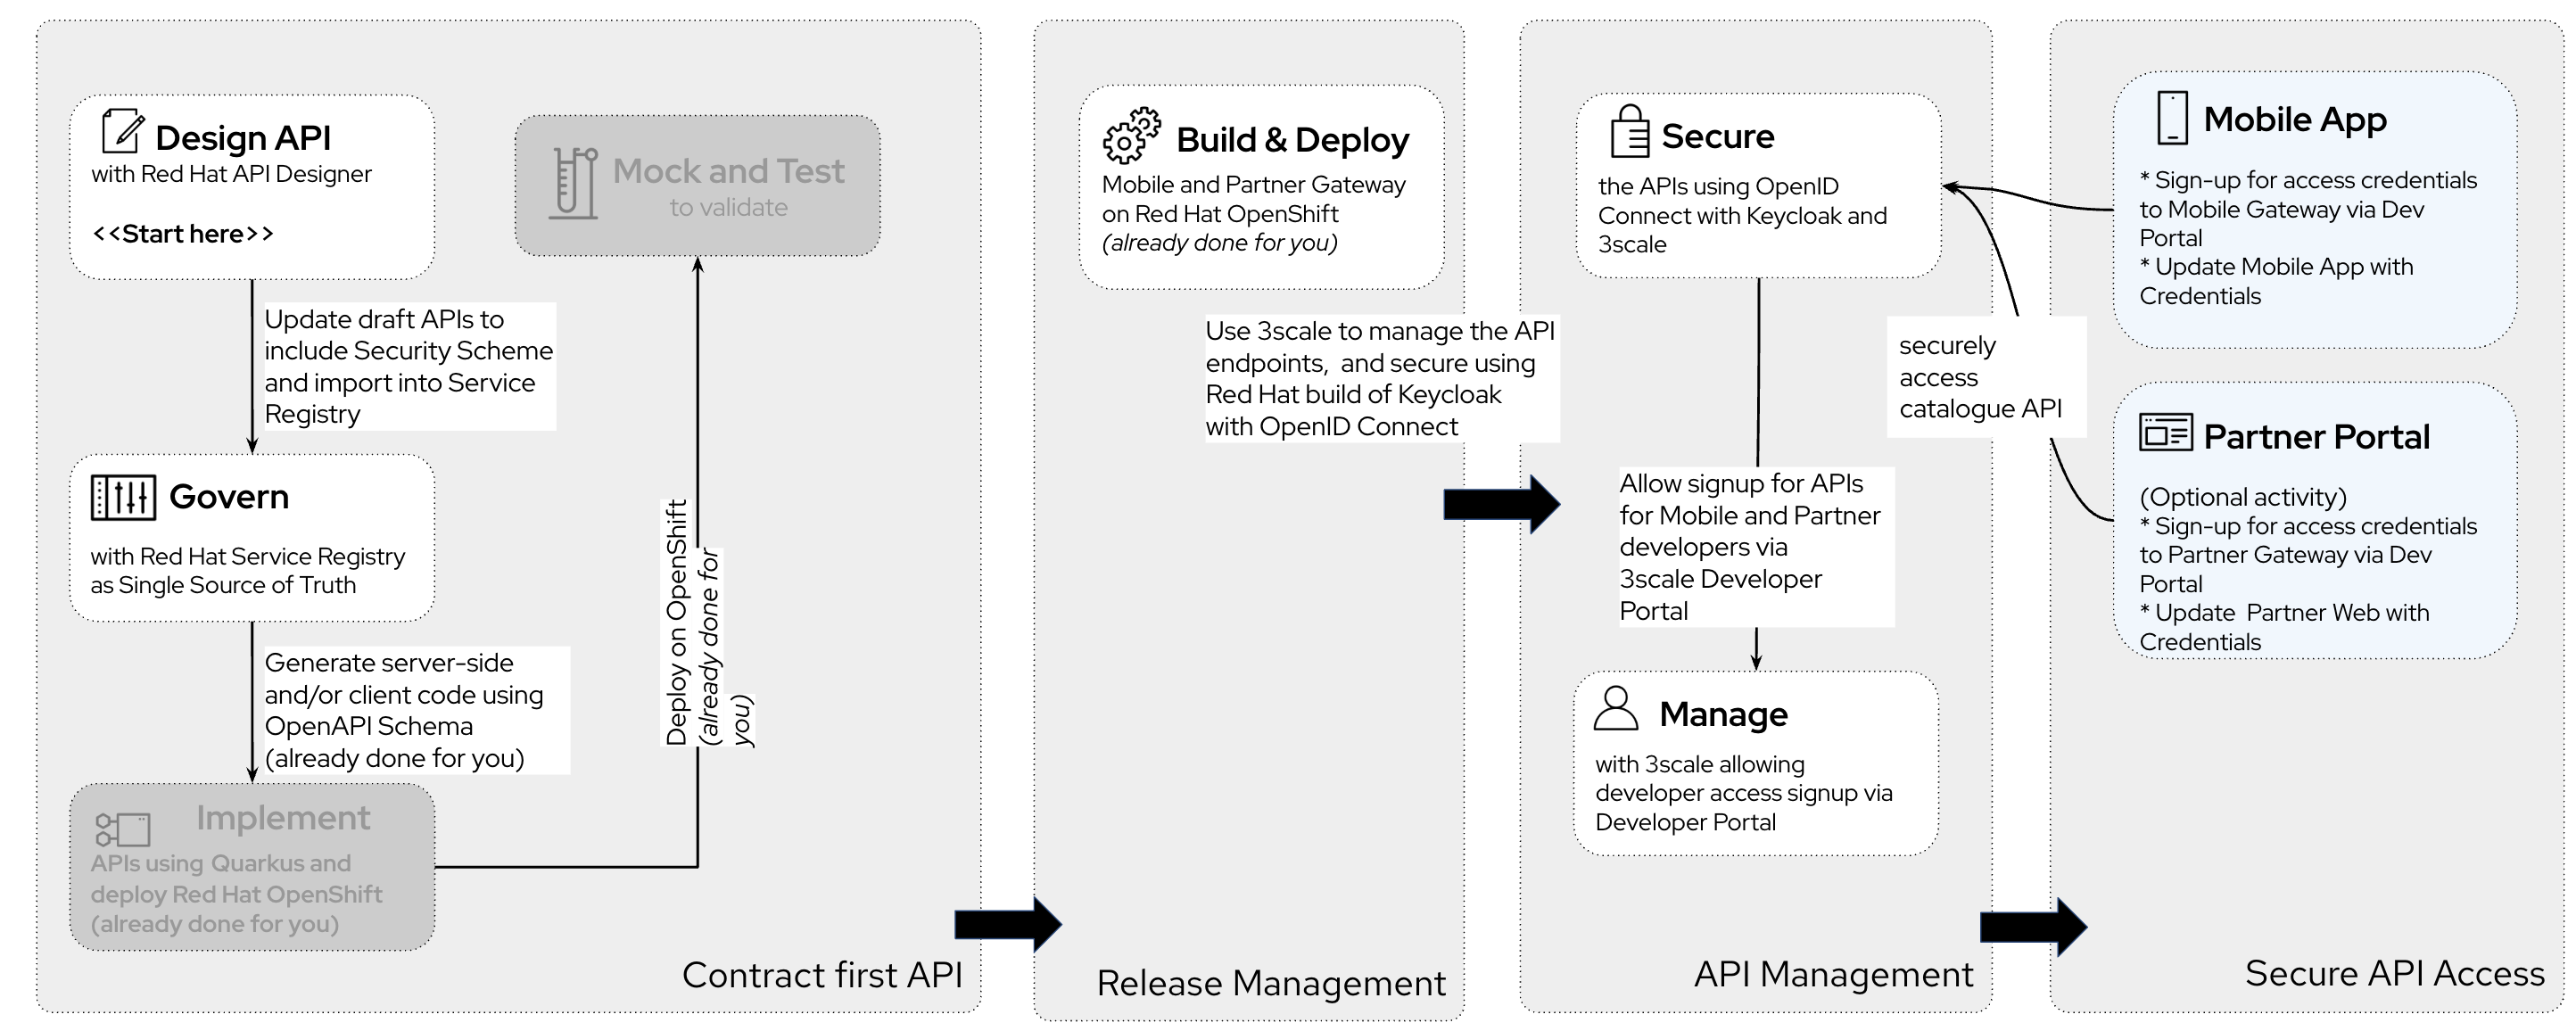 Design API
with Red Hat API Designer
<<Start here>>
Update draft APIs to
include Security Scheme
and import into Service
Registry
Govern
with Red Hat Service Registry
as Single Source of Truth
Generate server-side
and/or client code using
OpenAPI Schema
(already done for you)
Implement
APIs using Quarkus and
deploy Red Hat OpenShift
(already done for you)
Deploy on OpenShift
(already done for
you)
Mock and Test
to validate
Contract first API
Build & Deploy
Mobile and Partner Gateway
on Red Hat OpenShift
(already done for you)
Use 3scale to manage the API
endpoints,  and secure using
Red Hat build of Keycloak
with OpenID Connect
Release Management
Secure
the APIs using OpenID
Connect with Keycloak and
3scale
Allow signup for APIs
for Mobile and Partner
developers via
3scale Developer
Portal
Manage
with 3scale allowing
developer access signup via
Developer Portal
API Management
securely
access
catalogue API
Mobile App
* Sign-up for access credentials
to Mobile Gateway via Dev
Portal
* Update Mobile App with
Credentials
Partner Portal
(Optional activity)
* Sign-up for access credentials
to Partner Gateway via Dev
Portal
* Update  Partner Web with
Credentials
Secure API Access